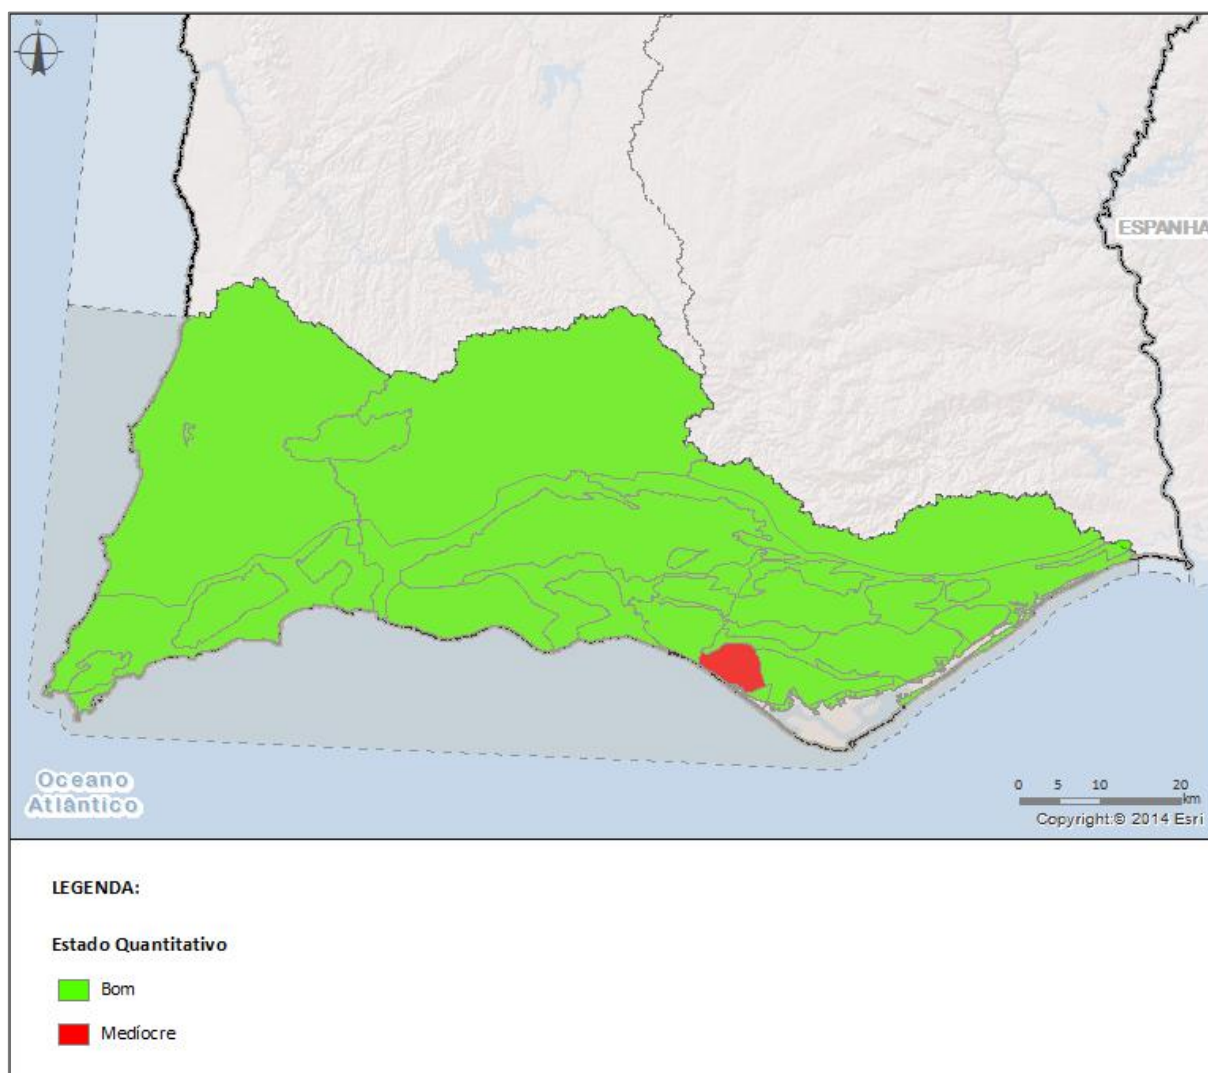 N
ESPANHA
Oceano
Atlântico
0 5 10 20
km
Copyright:© 2014 Esri
LEGENDA:
Estado Quantitativo
Bom
Medíocre